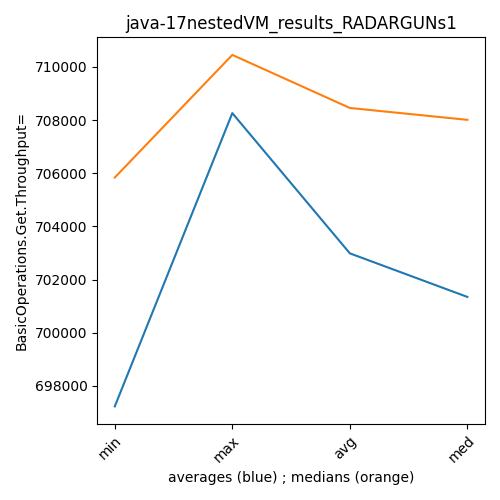 java-17nestedVM_results_RADARGUNs1
BasicOperations.Get.Throughput=
710000
708000
706000
704000
702000
700000
698000
min
max
avg
med
averages (blue) ; medians (orange)